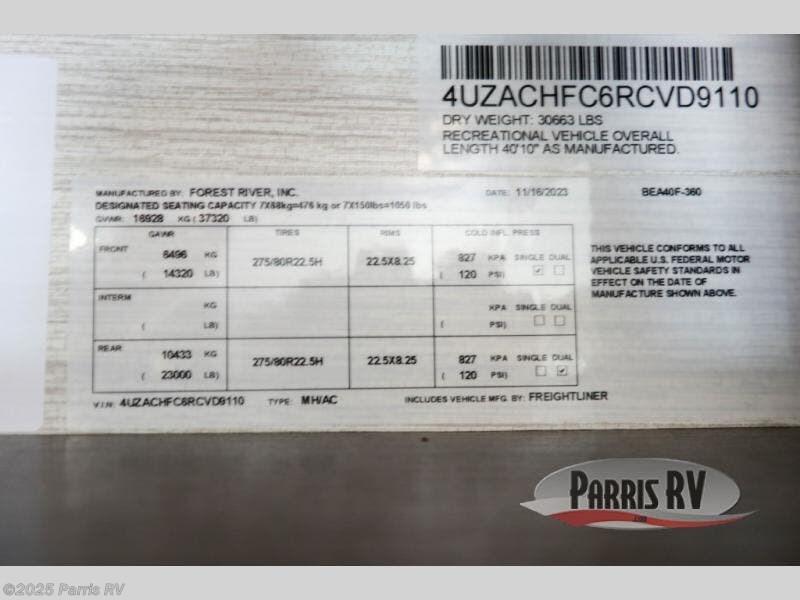 4UZACHFC6RCVD9110
DRY WEIGHT: 30663 LBS
RECREATIONAL VEHICLE OVERALL
LENGTH 40'10" AS MANUFACTURED.
MANUFACTURED BY: FOREST RIVER, INC. DATE: 11/16/2023 BEA40F-360
DESIGNATED SEATING CAPACITY 7X68kg=476 kg or 7X150lbs=1050 lbs
GVWR: 16928 KG ( 37320 LB)
GAWR TIRES RIMS COLD INFL. PRESS
FRONT 6496 KG 275/80R22.5H 22.5X8.25 827 KPA SINGLE DUAL
( 14320 LB) ( 120 PSI)
INTERM KG KPA SINGLE DUAL
( LB) ( PSI)
REAR 10433 KG 275/80R22.5H 22.5X8.25 827 KPA SINGLE DUAL
( 23000 LB) ( 120 PSI)
THIS VEHICLE CONFORMS TO ALL
APPLICABLE U.S. FEDERAL MOTOR
VEHICLE SAFETY STANDARDS IN
EFFECT ON THE DATE OF
MANUFACTURE SHOWN ABOVE.
V.I.N: 4UZACHFC6RCVD9110 TYPE: MH/AC INCLUDES VEHICLE MFG. BY: FREIGHTLINER
PARRIS RV
©2025 Parris RV